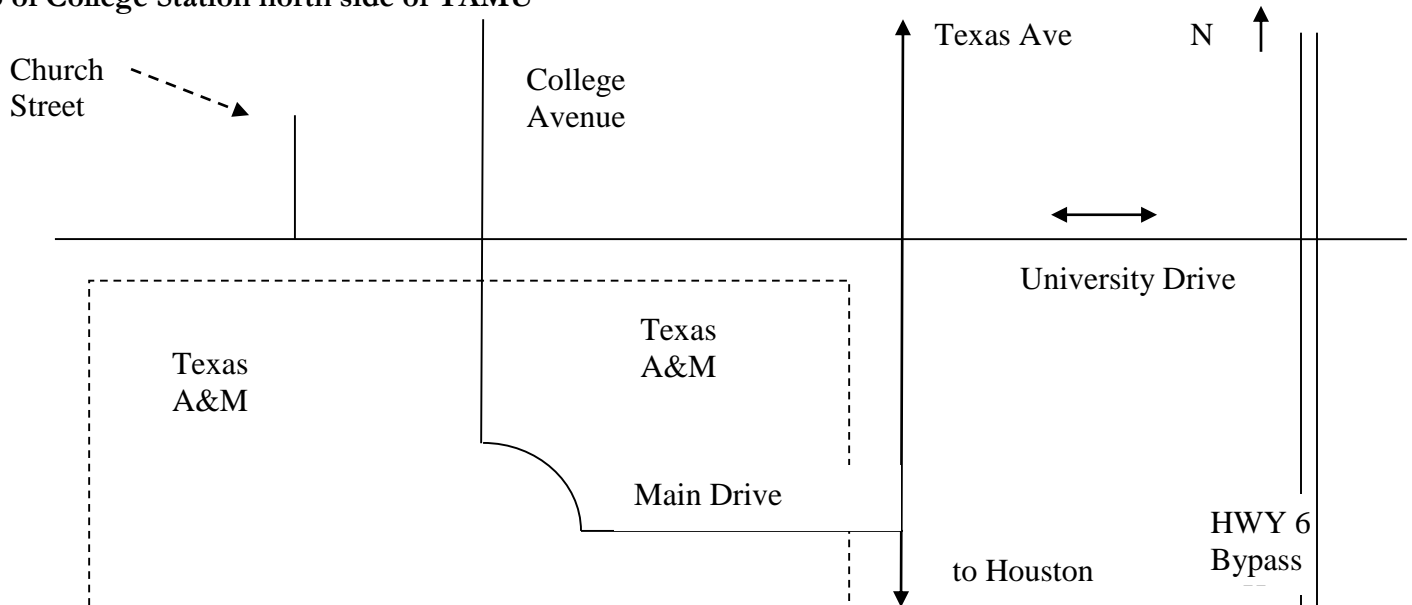 of College Station north side of TAMU
Texas Ave
N
Church
Street
College
Avenue
University Drive
Texas
A&M
Texas
A&M
Main Drive
HWY 6
Bypass
to Houston